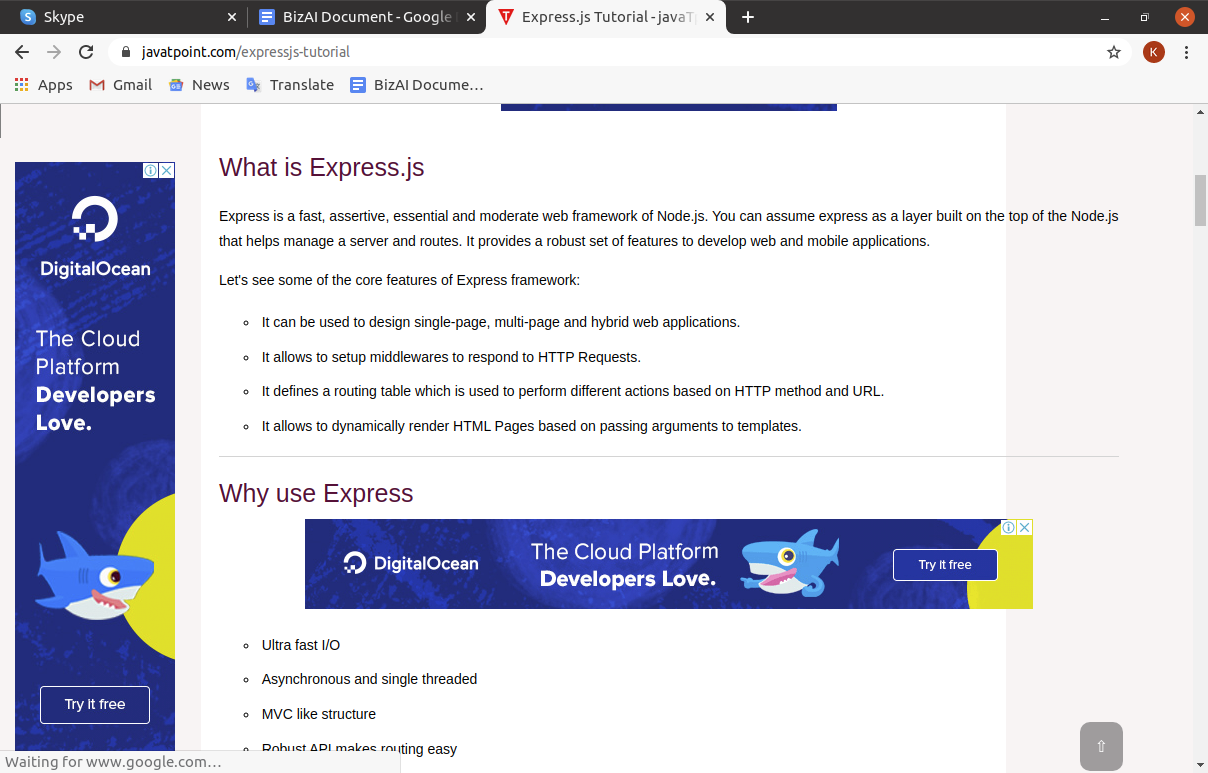 Skype
BizAI Document - Google
Express.js Tutorial - javaT
javatpoint.com/expressjs-tutorial
K
Apps
Gmail
News
Translate
BizAI Docume…
What is Express.js
Express is a fast, assertive, essential and moderate web framework of Node.js. You can assume express as a layer built on the top of the Node.js
that helps manage a server and routes. It provides a robust set of features to develop web and mobile applications.
Let's see some of the core features of Express framework:
It can be used to design single-page, multi-page and hybrid web applications.
It allows to setup middlewares to respond to HTTP Requests.
It defines a routing table which is used to perform different actions based on HTTP method and URL.
It allows to dynamically render HTML Pages based on passing arguments to templates.
Why use Express
DigitalOcean
The Cloud Platform
Developers Love.
Try it free
Ultra fast I/O
Asynchronous and single threaded
MVC like structure
Robust API makes routing easy
DigitalOcean
The Cloud
Platform
Developers
Love.
Try it free
Waiting for www.google.com…